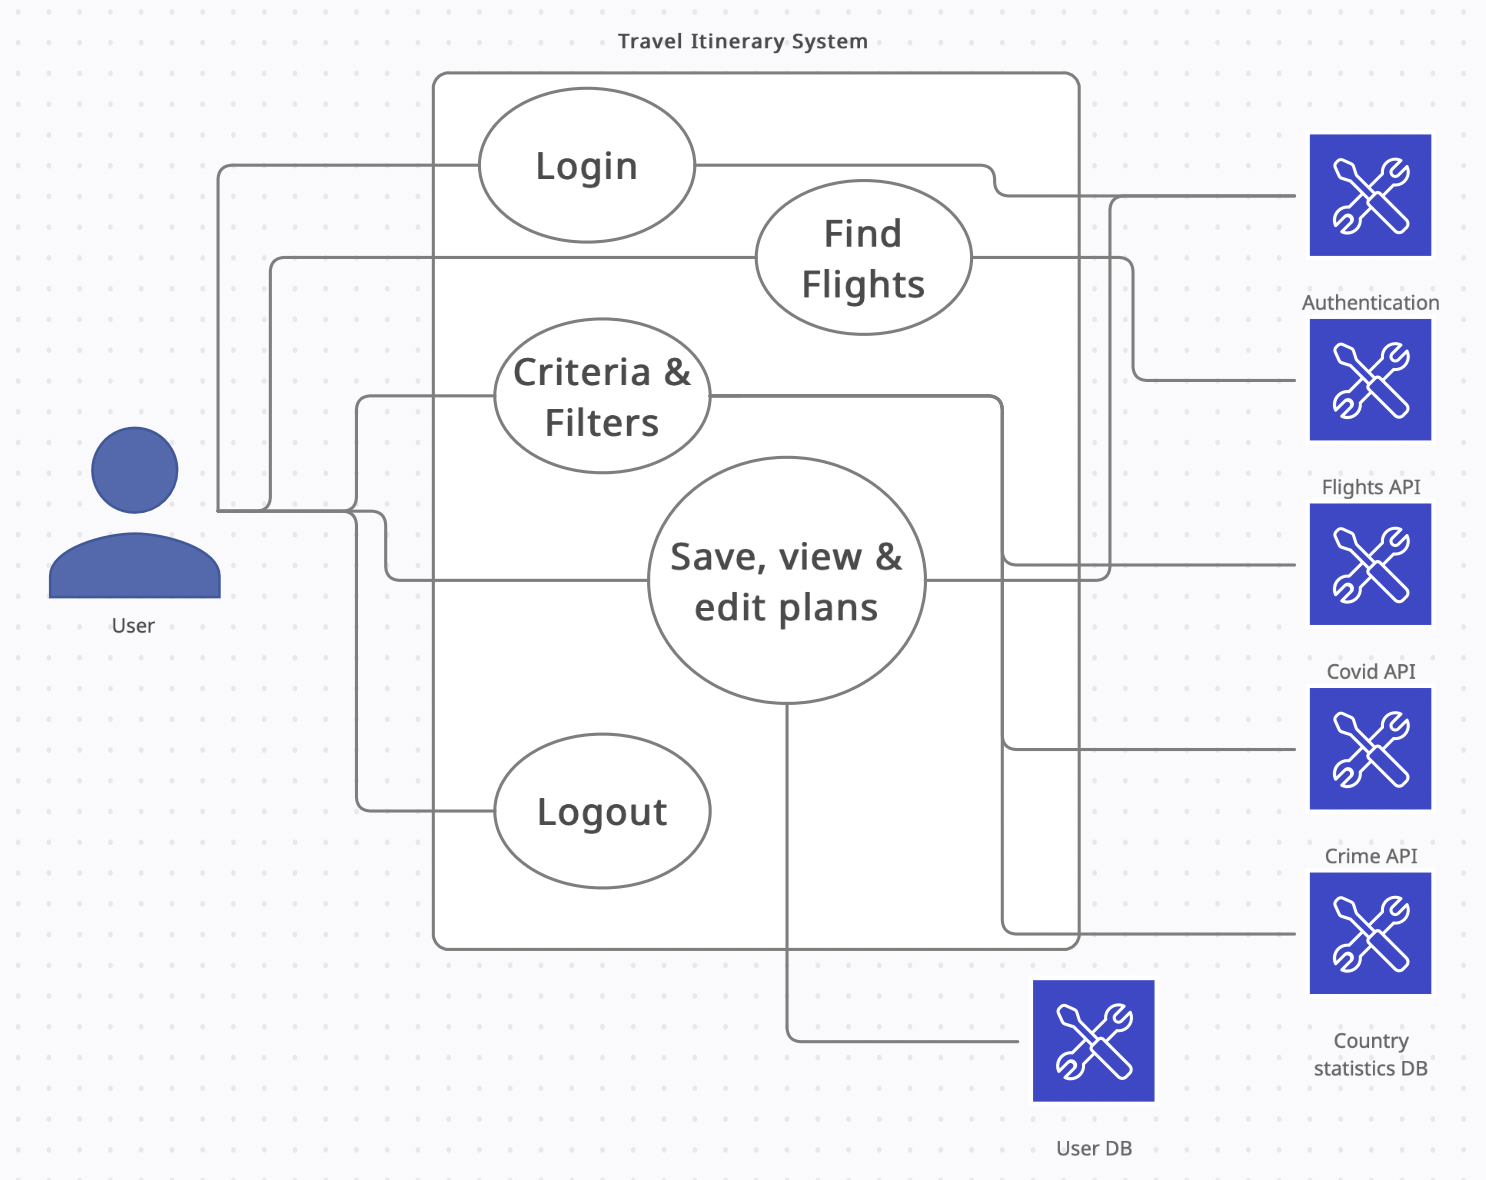 Travel Itinerary System
Login
Find
Flights
Criteria &
Filters
Save, view &
edit plans
Logout
User
Authentication
Flights API
Covid API
Crime API
Country
statistics DB
User DB